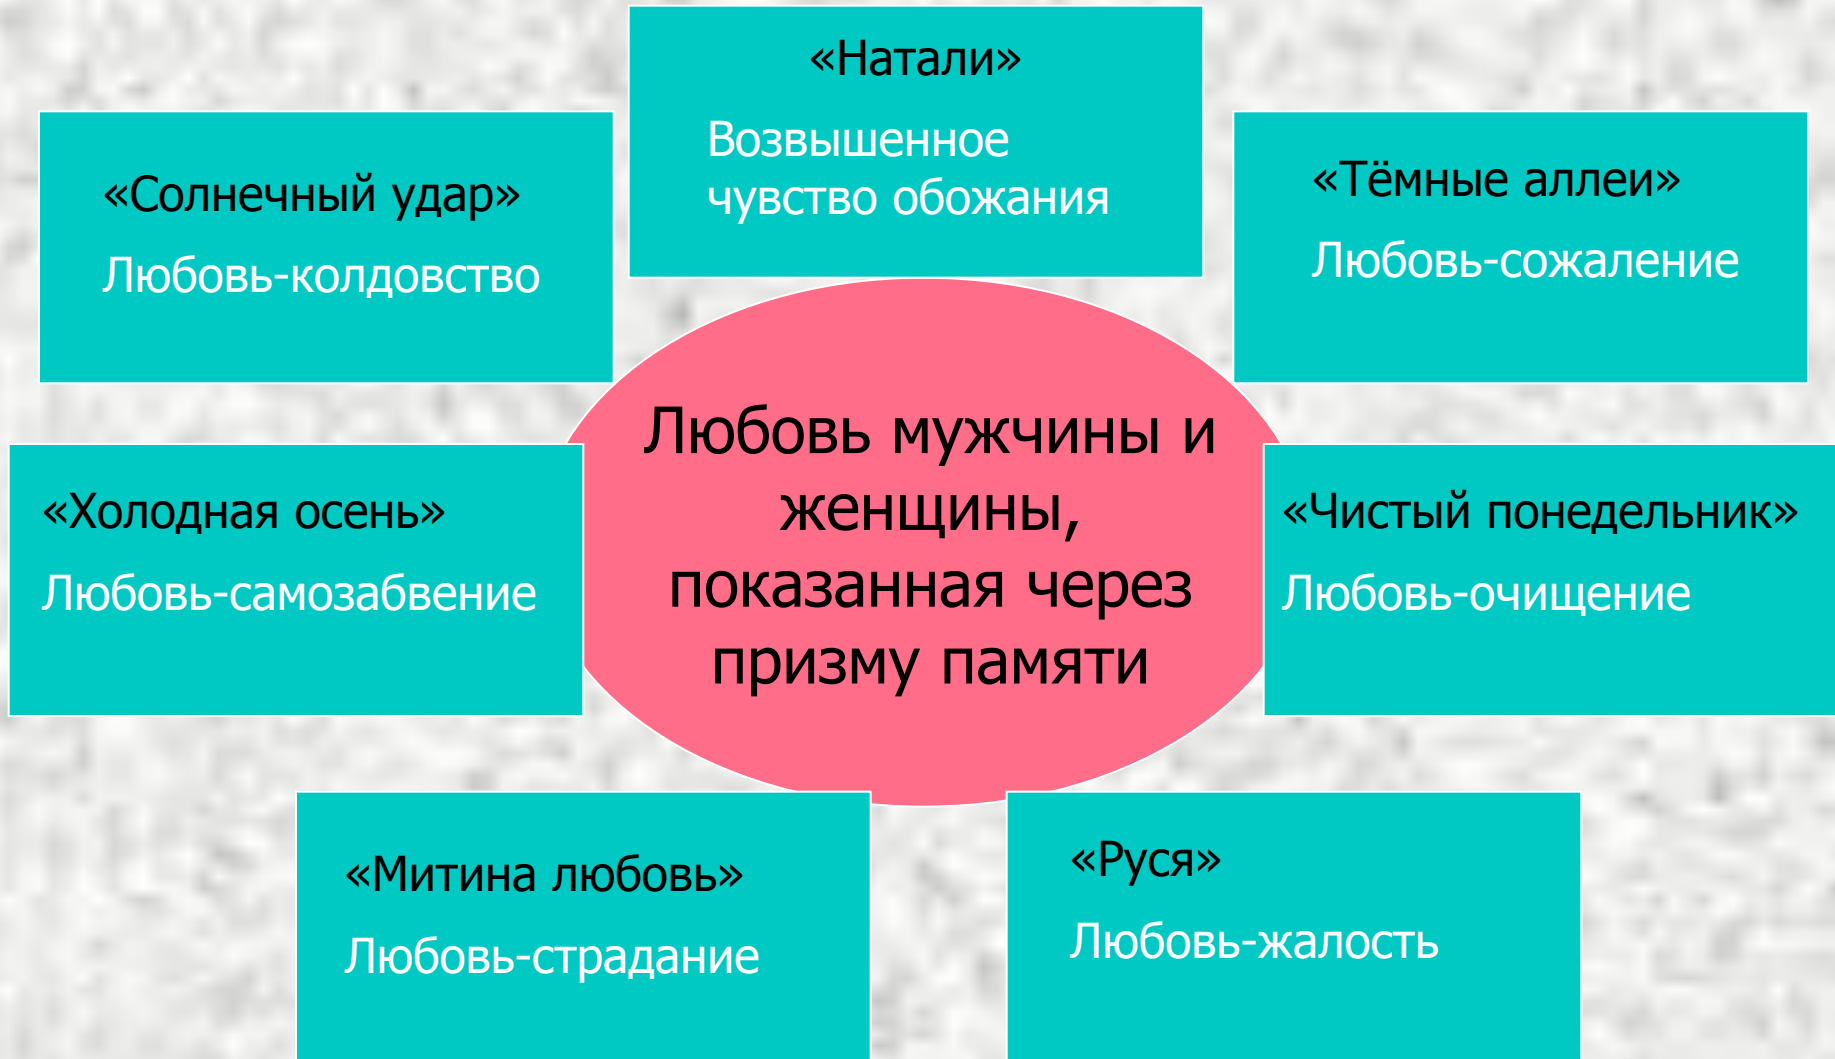 «Натали»
Возвышенное
чувство обожания
«Солнечный удар»
Любовь-колдовство
«Тёмные аллеи»
Любовь-сожаление
Любовь мужчины и
женщины,
показанная через
призму памяти
«Холодная осень»
Любовь-самозабвение
«Чистый понедельник»
Любовь-очищение
«Митина любовь»
Любовь-страдание
«Руся»
Любовь-жалость